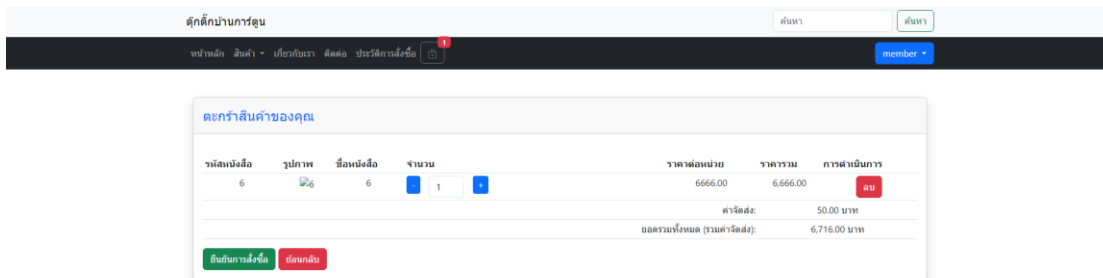 ตุ๊กติ๊กบ้านการ์ตูน ค้นหา ค้นหา
หน้าหลัก สินค้า เกี่ยวกับเรา ติดต่อ ประวัติการสั่งซื้อ 1 member
ตะกร้าสินค้าของคุณ
รหัสหนังสือ รูปภาพ ชื่อหนังสือ จำนวน ราคาต่อหน่วย ราคารวม การดำเนินการ
6 6 6 - 1 + 6666.00 6,666.00 ลบ
ค่าจัดส่ง: 50.00 บาท
ยอดรวมทั้งหมด (รวมค่าจัดส่ง): 6,716.00 บาท
ยืนยันการสั่งซื้อ ย้อนกลับ